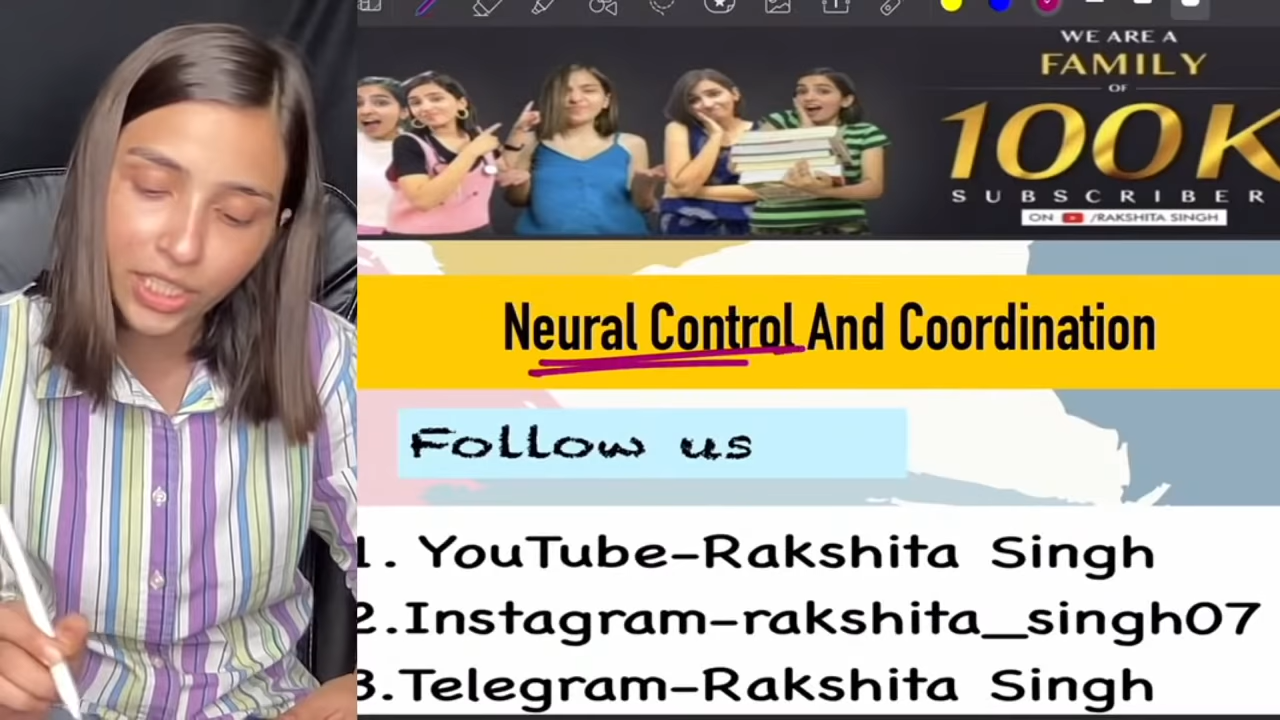 WE ARE A
FAMILY
OF
100K
SUBSCRIBER
ON /RAKSHITA SINGH
Neural Control And Coordination
Follow us
1. YouTube-Rakshita Singh
2.Instagram-rakshita_singh07
3.Telegram-Rakshita Singh